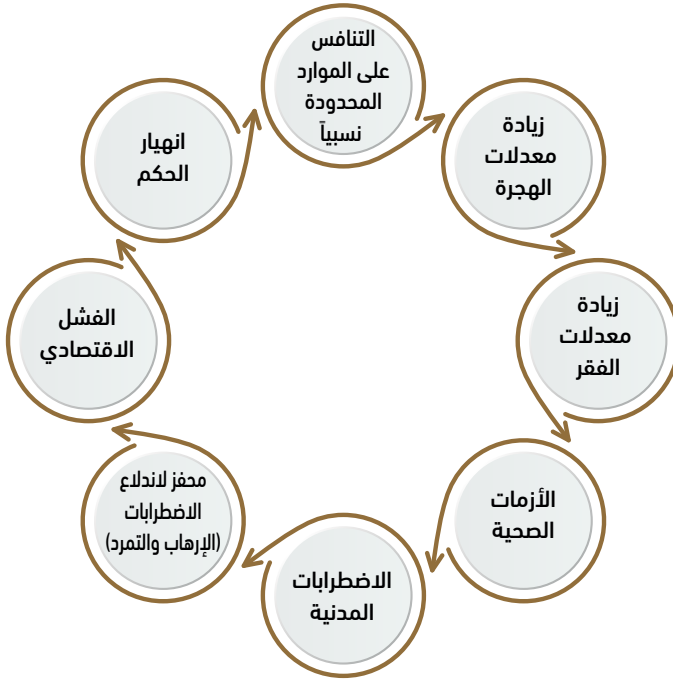 التنافس
على الموارد
المحدودة
نسبياً
زيادة
معدلات
الهجرة
زيادة
معدلات
الفقر
الأزمات
الصحية
الاضطرابات
المدنية
محفز لاندلاع
الاضطرابات
(الإرهاب والتمرد)
الفشل
الاقتصادي
انهيار
الحكم